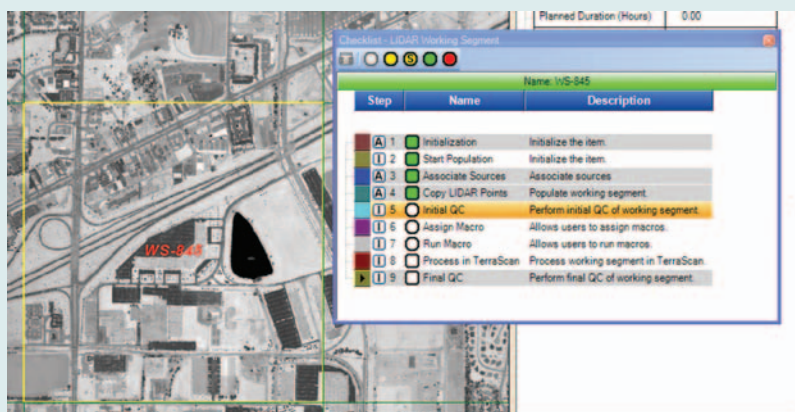 Planned Duration (Hours) 0.00
Checklist - LIDAR Working Segment
S
Name: WS-845
Step Name Description
A 1 Initialization Initialize the item.
I 2 Start Population Initialize the item.
A 3 Associate Sources Associate sources
A 4 Copy LIDAR Points Populate working segment.
I 5 Initial QC Perform initial QC of working segment.
I 6 Assign Macro Allows users to assign macros.
I 7 Run Macro Allows users to run macros.
I 8 Process in TerraScan Process working segment in TerraScan.
I 9 Final QC Perform final QC of working segment.
WS-845